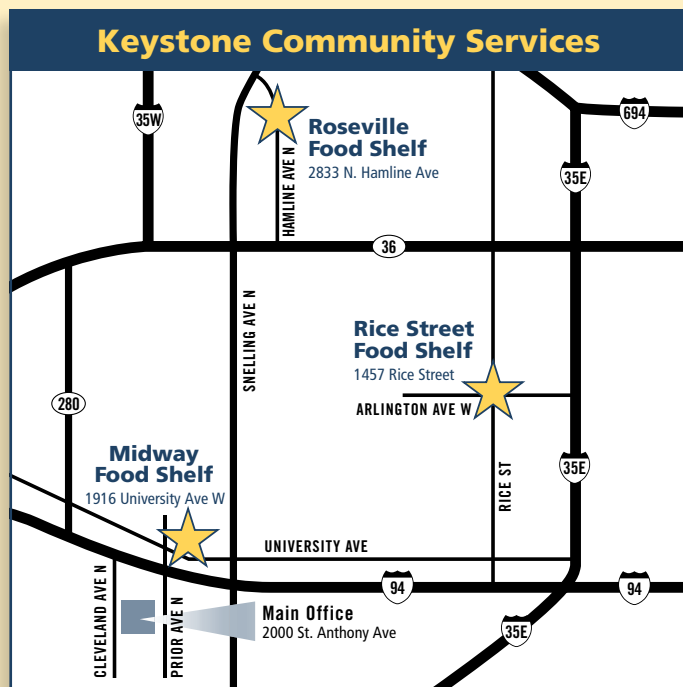 Keystone Community Services
35W
694
Roseville
Food Shelf
2833 N. Hamline Ave
HAMLINE AVE N
35E
36
SNELLING AVE N
Rice Street
Food Shelf
1457 Rice Street
ARLINGTON AVE W
280
Midway
Food Shelf
1916 University Ave W
35E
RICE ST
UNIVERSITY AVE
94
94
CLEVELAND AVE N
PRIOR AVE N
Main Office
2000 St. Anthony Ave
35E